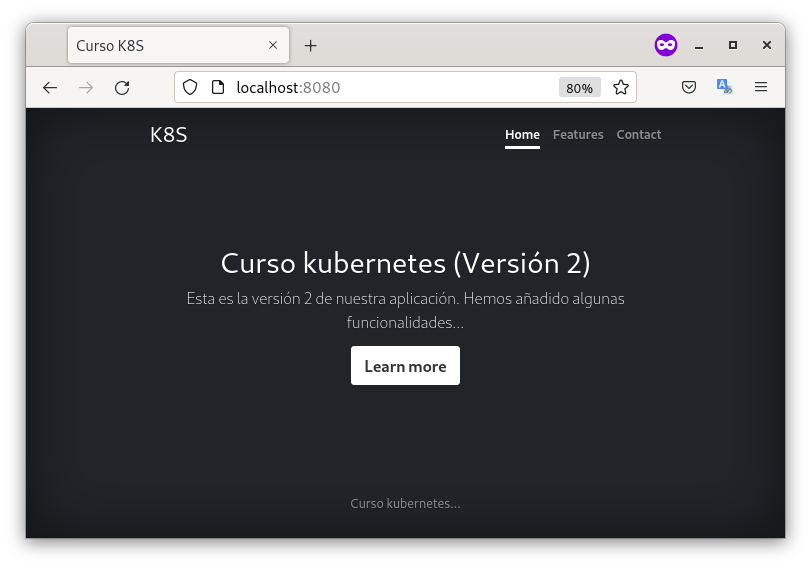 Curso K8S
localhost:8080
80%
K8S
Home Features Contact
Curso kubernetes (Versión 2)
Esta es la versión 2 de nuestra aplicación. Hemos añadido algunas
funcionalidades...
Learn more
Curso kubernetes...